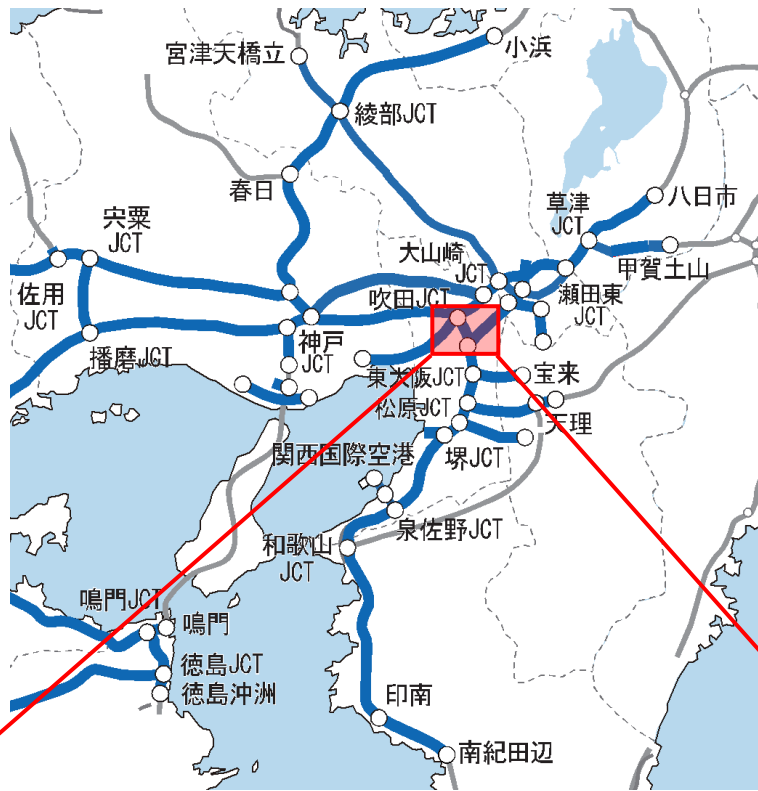 宮津天橋立
小浜
綾部JCT
春日
八日市
草津
JCT
宍粟
JCT
大山崎
JCT
甲賀土山
佐用
JCT
吹田JCT
瀬田東
JCT
播磨JCT
神戸
JCT
東大阪JCT
宝来
松原JCT
天理
関西国際空港
堺JCT
泉佐野JCT
和歌山
JCT
鳴門JCT
鳴門
徳島JCT
徳島沖洲
印南
南紀田辺